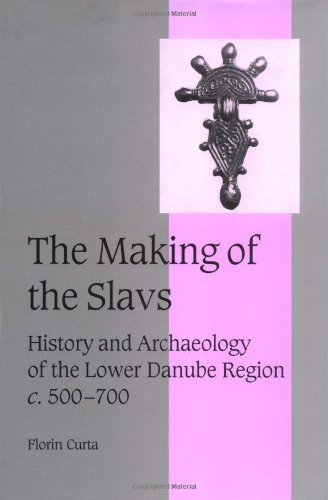 The Making of
the Slavs
History and Archaeology
of the Lower Danube Region
c. 500–700
Florin Curta